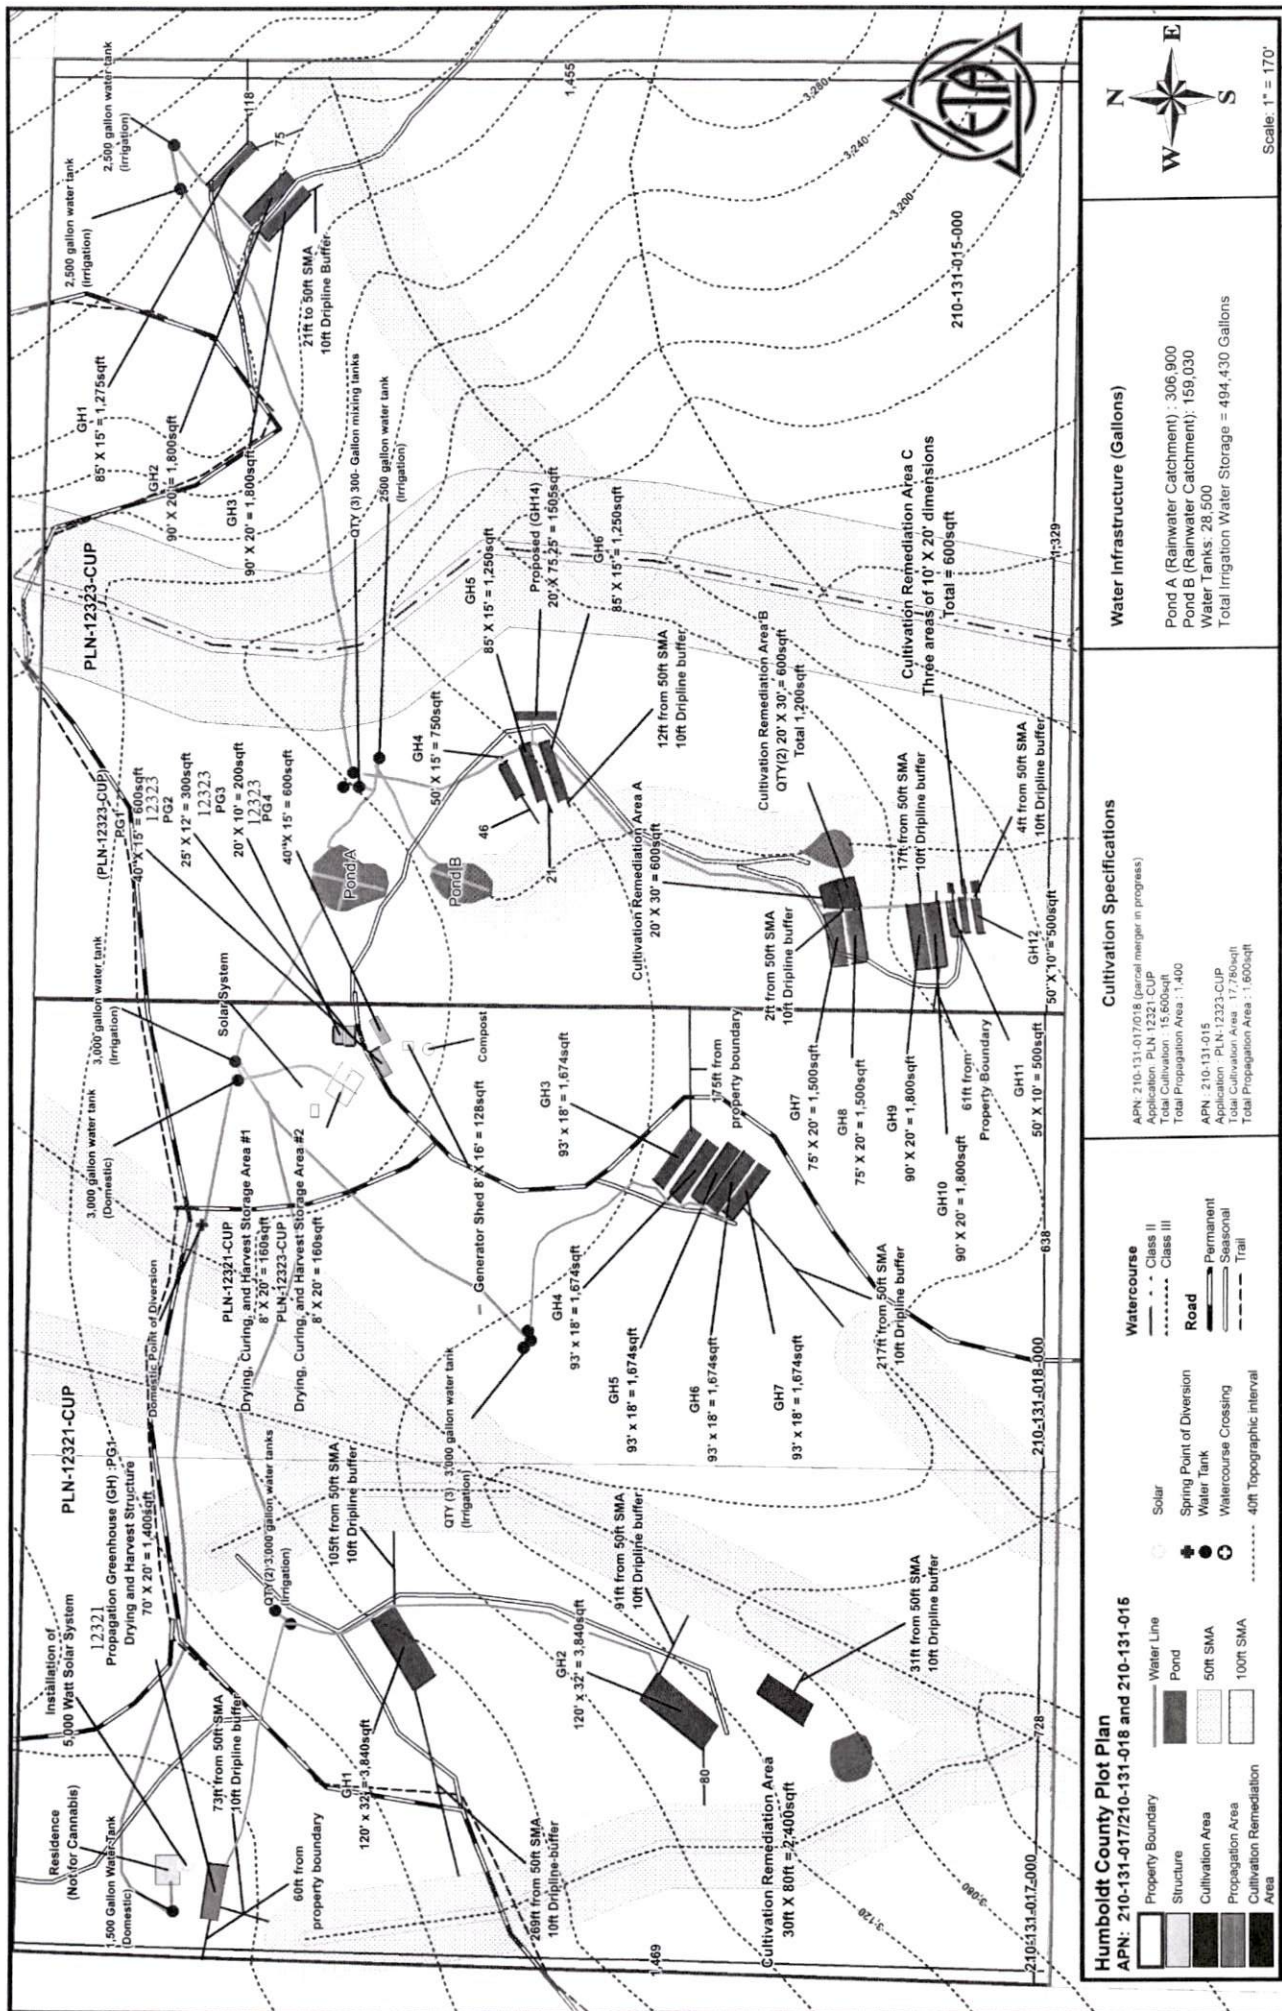 PLN-12321-CUP
PLN-12323-CUP
Residence
(Not for Cannabis)
1,500 Gallon Water Tank
(Domestic)
Installation of
5,000 Watt Solar System
12321
Propagation Greenhouse (GH) :PG1
Drying and Harvest Structure
70' X 20' = 1,400sqft
Domestic Point of Diversion
73ft from 50ft SMA
10ft Dripline buffer
60ft from
property boundary
GH1
120' x 32' = 3,840sqft
269ft from 50ft SMA
10ft Dripline buffer
QTY (2) 3,000 gallon water tanks
(Irrigation)
105ft from 50ft SMA
10ft Dripline buffer
QTY (3) - 3,000 gallon water tank
(Irrigation)
GH2
120' x 32' = 3,840sqft
91ft from 50ft SMA
10ft Dripline buffer
80
31ft from 50ft SMA
10ft Dripline buffer
Cultivation Remediation Area
30ft X 80ft = 2,400sqft
1,469
728
3,120
3,080
210-131-017-000
210-131-018-000
638
3,000 gallon water tank
(Domestic)
3,000 gallon water tank
(Irrigation)
Solar System
PLN-12321-CUP
Drying, Curing, and Harvest Storage Area #1
8' X 20' = 160sqft
PLN-12323-CUP
Drying, Curing, and Harvest Storage Area #2
8' X 20' = 160sqft
Generator Shed 8' X 16' = 128sqft
Compost
GH3
93' x 18' = 1,674sqft
GH4
93' x 18' = 1,674sqft
GH5
93' x 18' = 1,674sqft
GH6
93' x 18' = 1,674sqft
GH7
93' x 18' = 1,674sqft
175ft from
property boundary
217ft from 50ft SMA
10ft Dripline buffer
(PLN-12323-CUP)
PG1
40' X 15' = 600sqft
12323
PG2
25' X 12' = 300sqft
12323
PG3
20' X 10' = 200sqft
12323
PG4
40' X 15' = 600sqft
Pond A
Pond B
GH1
85' X 15' = 1,275sqft
GH2
90' X 20' = 1,800sqft
GH3
90' X 20' = 1,800sqft
2,500 gallon water tank
(Irrigation)
2,500 gallon water tank
(Irrigation)
118
75
21ft to 50ft SMA
10ft Dripline Buffer
QTY (3) 300- Gallon mixing tanks
2500 gallon water tank
(Irrigation)
GH4
50' X 15' = 750sqft
GH5
85' X 15' = 1,250sqft
Proposed (GH14)
20' X 75.25' = 1505sqft
GH6
85' X 15' = 1,250sqft
46
21
12ft from 50ft SMA
10ft Dripline buffer
Cultivation Remediation Area A
20' X 30' = 600sqft
Cultivation Remediation Area B
QTY(2) 20' X 30' = 600sqft
Total 1,200sqft
Cultivation Remediation Area C
Three areas of 10' X 20' dimensions
Total = 600sqft
2ft from 50ft SMA
10ft Dripline buffer
17ft from 50ft SMA
10ft Dripline buffer
4ft from 50ft SMA
10ft Dripline buffer
GH7
75' X 20' = 1,500sqft
GH8
75' X 20' = 1,500sqft
GH9
90' X 20' = 1,800sqft
GH10
90' X 20' = 1,800sqft
61ft from
Property Boundary
GH11
50' X 10' = 500sqft
GH12
50' X 10' = 500sqft
1,455
1,329
3,280
3,240
3,200
210-131-015-000
Humboldt County Plot Plan
APN: 210-131-017/210-131-018 and 210-131-015
Property Boundary
Structure
Cultivation Area
Propagation Area
Cultivation Remediation
Area
Water Line
Pond
50ft SMA
100ft SMA
Solar
Spring Point of Diversion
Water Tank
Watercourse Crossing
40ft Topographic interval
Watercourse
Class II
Class III
Road
Permanent
Seasonal
Trail
Cultivation Specifications
APN: 210-131-017/018 (parcel merger in progress)
Application: PLN-12321-CUP
Total Cultivation : 15,600sqft
Total Propagation Area : 1,400
APN : 210-131-015
Application : PLN-12323-CUP
Total Cultivation Area : 17,780sqft
Total Propagation Area : 1,600sqft
Water Infrastructure (Gallons)
Pond A (Rainwater Catchment) : 306,900
Pond B (Rainwater Catchment): 159,030
Water Tanks: 28,500
Total Irrigation Water Storage = 494,430 Gallons
N
W
E
S
Scale: 1" = 170'